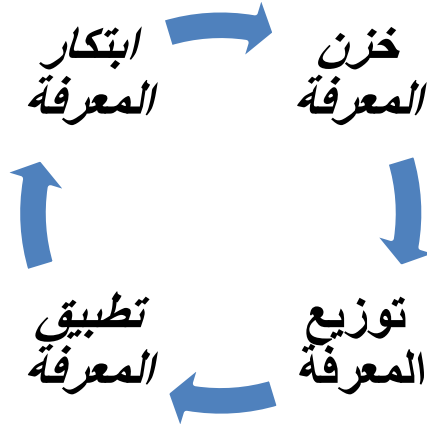 ابتكار
المعرفة
خزن
المعرفة
توزيع
المعرفة
تطبيق
المعرفة